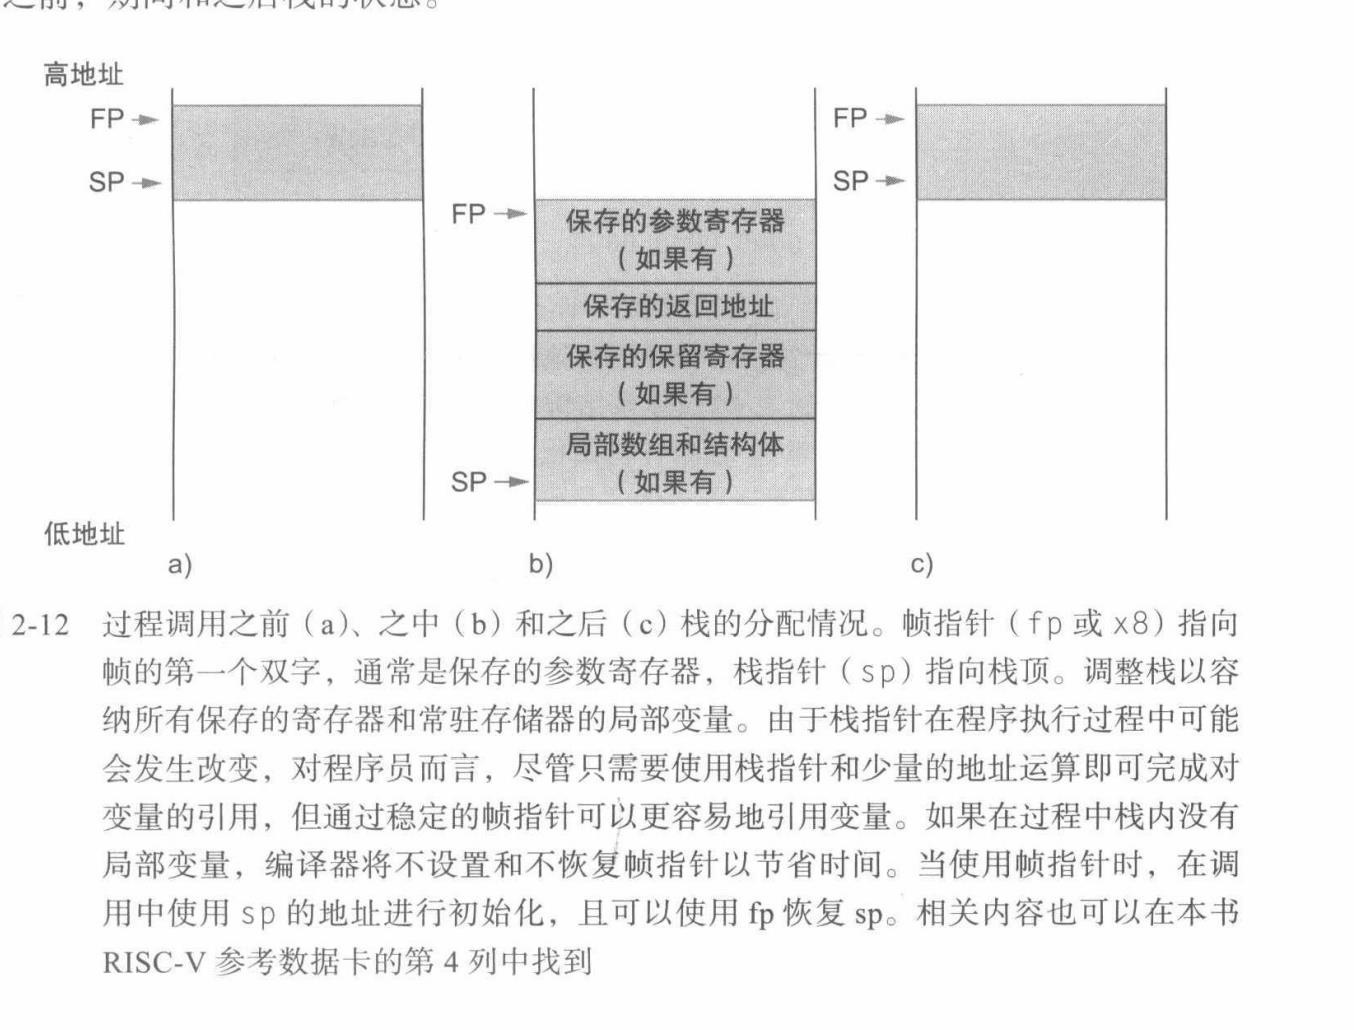 之前，期间和之后栈的状态。
高地址
FP
SP
FP
SP
FP
SP
保存的参数寄存器
（如果有）
保存的返回地址
保存的保留寄存器
（如果有）
局部数组和结构体
（如果有）
低地址
a)
b)
c)
2-12 过程调用之前（a）、之中（b）和之后（c）栈的分配情况。帧指针（fp 或 x8）指向
帧的第一个双字，通常是保存的参数寄存器，栈指针（sp）指向栈顶。调整栈以容
纳所有保存的寄存器和常驻存储器的局部变量。由于栈指针在程序执行过程中可能
会发生改变，对程序员而言，尽管只需要使用栈指针和少量的地址运算即可完成对
变量的引用，但通过稳定的帧指针可以更容易地引用变量。如果在过程中栈内没有
局部变量，编译器将不设置和不恢复帧指针以节省时间。当使用帧指针时，在调
用中使用 sp 的地址进行初始化，且可以使用 fp 恢复 sp。相关内容也可以在本书
RISC-V 参考数据卡的第 4 列中找到